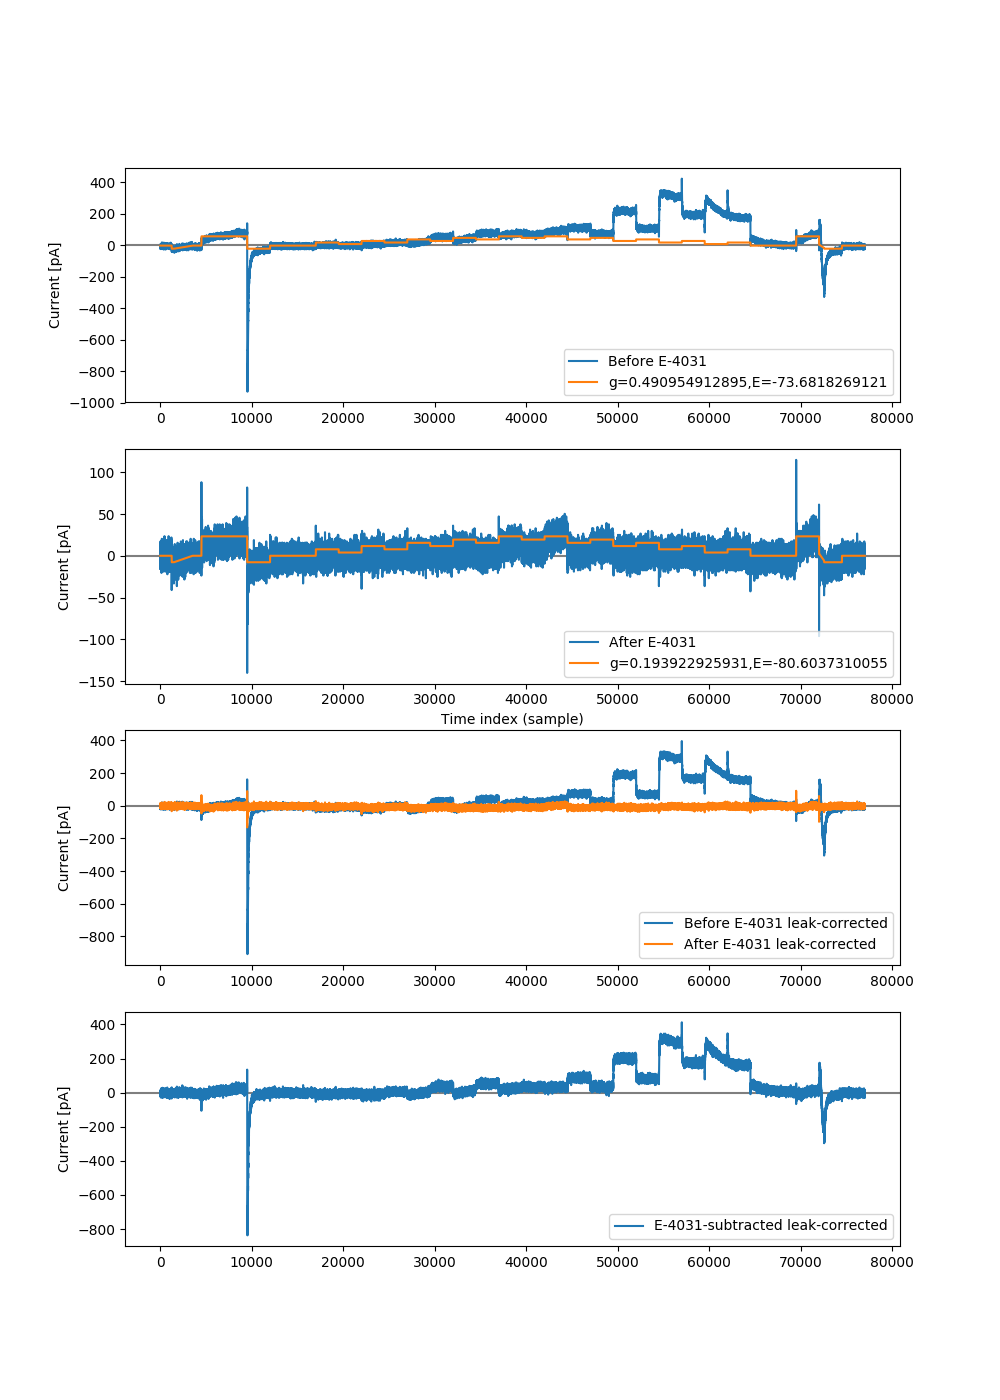 400
200
0
−200
−400
−600
−800
−1000
Current [pA]
Before E-4031
g=0.490954912895,E=-73.6818269121
0 10000 20000 30000 40000 50000 60000 70000 80000
100
50
0
−50
−100
−150
Current [pA]
After E-4031
g=0.193922925931,E=-80.6037310055
0 10000 20000 30000 40000 50000 60000 70000 80000
Time index (sample)
400
200
0
−200
−400
−600
−800
Current [pA]
Before E-4031 leak-corrected
After E-4031 leak-corrected
0 10000 20000 30000 40000 50000 60000 70000 80000
400
200
0
−200
−400
−600
−800
Current [pA]
E-4031-subtracted leak-corrected
0 10000 20000 30000 40000 50000 60000 70000 80000